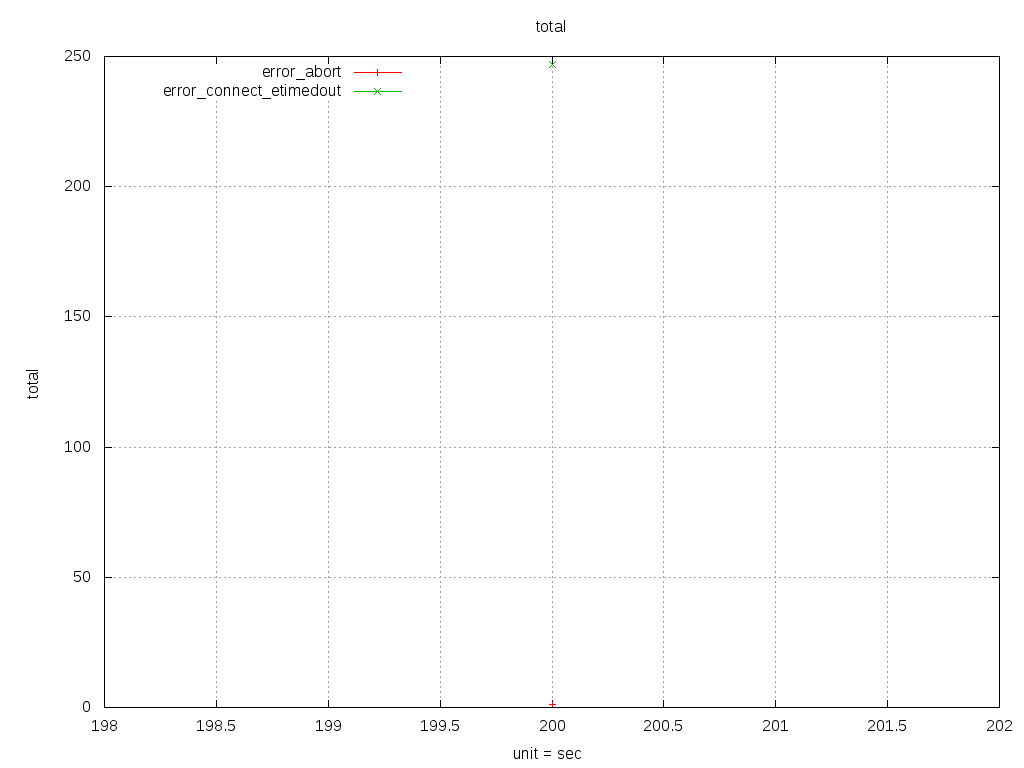 total
250
error_abort
error_connect_etimedout
200
150
total
100
50
0
198 198.5 199 199.5 200 200.5 201 201.5 202
unit = sec